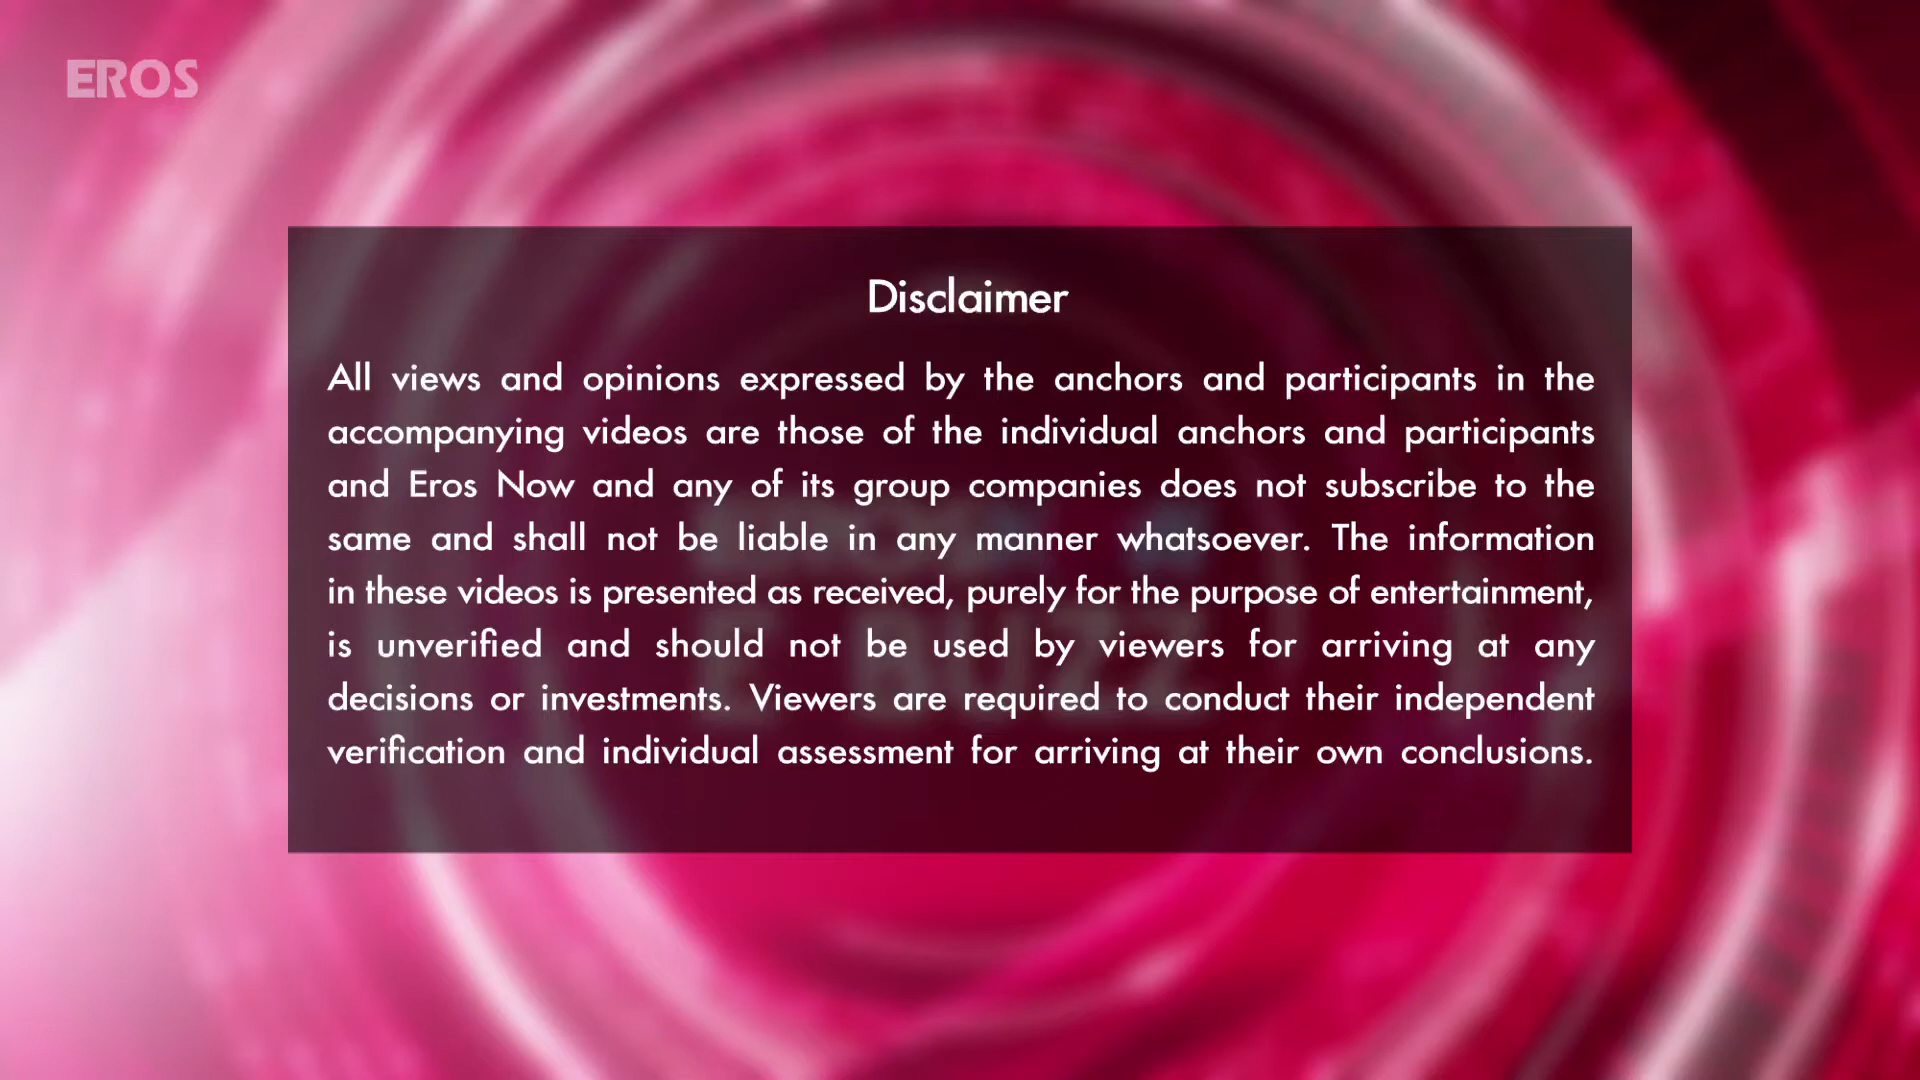 EROS
Disclaimer
All views and opinions expressed by the anchors and participants in the
accompanying videos are those of the individual anchors and participants
and Eros Now and any of its group companies does not subscribe to the
same and shall not be liable in any manner whatsoever. The information
in these videos is presented as received, purely for the purpose of entertainment,
is unverified and should not be used by viewers for arriving at any
decisions or investments. Viewers are required to conduct their independent
verification and individual assessment for arriving at their own conclusions.